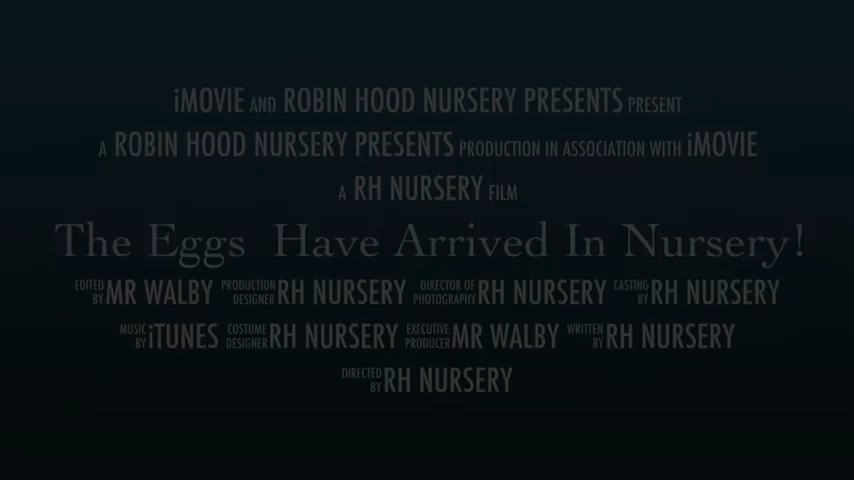 iMOVIE AND ROBIN HOOD NURSERY PRESENTS PRESENT
A ROBIN HOOD NURSERY PRESENTS PRODUCTION IN ASSOCIATION WITH iMOVIE
A RH NURSERY FILM
The Eggs  Have Arrived In Nursery!
EDITED BY MR WALBY PRODUCTION DESIGNER RH NURSERY DIRECTOR OF PHOTOGRAPHY RH NURSERY CASTING BY RH NURSERY
MUSIC BY iTUNES COSTUME DESIGNER RH NURSERY EXECUTIVE PRODUCER MR WALBY WRITTEN BY RH NURSERY
DIRECTED BY RH NURSERY